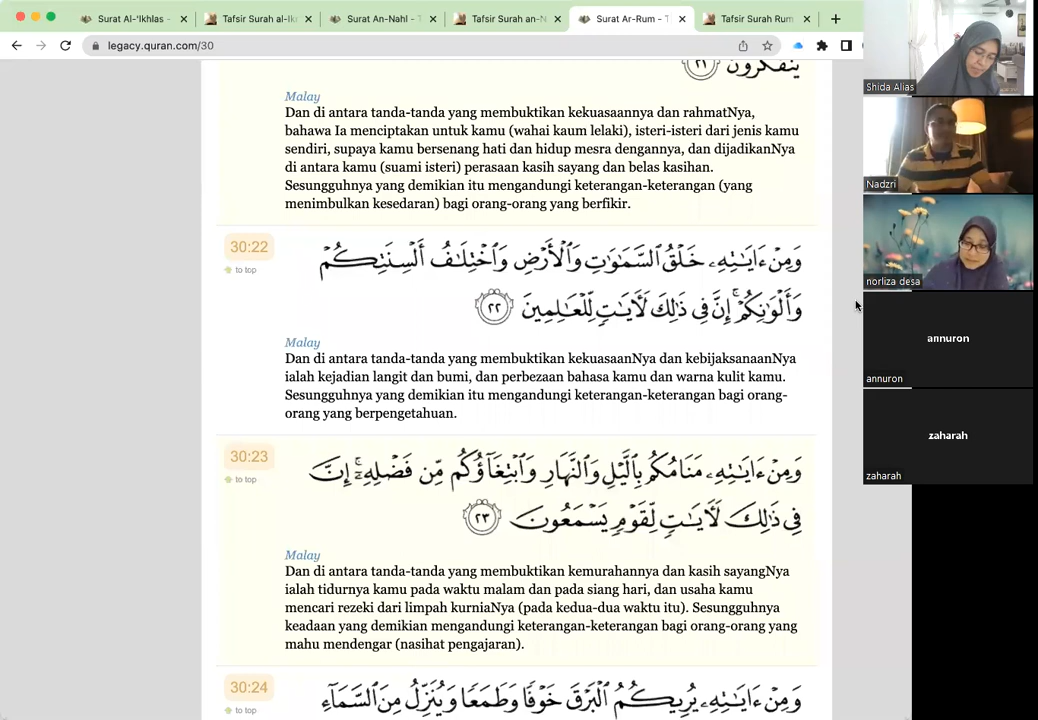 Surat Al-'Ikhlas -
Tafsir Surah al-Ik
Surat An-Nahl - T
Tafsir Surah an-N
Surat Ar-Rum - T
Tafsir Surah Rum
legacy.quran.com/30
يَتَفَكَّرُونَ ٢١
Malay
Dan di antara tanda-tanda yang membuktikan kekuasaannya dan rahmatNya,
bahawa Ia menciptakan untuk kamu (wahai kaum lelaki), isteri-isteri dari jenis kamu
sendiri, supaya kamu bersenang hati dan hidup mesra dengannya, dan dijadikanNya
di antara kamu (suami isteri) perasaan kasih sayang dan belas kasihan.
Sesungguhnya yang demikian itu mengandungi keterangan-keterangan (yang
menimbulkan kesedaran) bagi orang-orang yang berfikir.
30:22
to top
وَمِنْ ءَايَـٰتِهِۦ خَلْقُ ٱلسَّمَـٰوَٰتِ وَٱلْأَرْضِ وَٱخْتِلَـٰفُ أَلْسِنَتِكُمْ
وَأَلْوَٰنِكُمْ ۚ إِنَّ فِى ذَٰلِكَ لَـَٔايَـٰتٍ لِّلْعَـٰلِمِينَ ٢٢
Malay
Dan di antara tanda-tanda yang membuktikan kekuasaanNya dan kebijaksanaanNya
ialah kejadian langit dan bumi, dan perbezaan bahasa kamu dan warna kulit kamu.
Sesungguhnya yang demikian itu mengandungi keterangan-keterangan bagi orang-
orang yang berpengetahuan.
30:23
to top
وَمِنْ ءَايَـٰتِهِۦ مَنَامُكُم بِٱلَّيْلِ وَٱلنَّهَارِ وَٱبْتِغَآؤُكُم مِّن فَضْلِهِۦٓ ۚ إِنَّ
فِى ذَٰلِكَ لَـَٔايَـٰتٍ لِّقَوْمٍ يَسْمَعُونَ ٢٣
Malay
Dan di antara tanda-tanda yang membuktikan kemurahannya dan kasih sayangNya
ialah tidurnya kamu pada waktu malam dan pada siang hari, dan usaha kamu
mencari rezeki dari limpah kurniaNya (pada kedua-dua waktu itu). Sesungguhnya
keadaan yang demikian mengandungi keterangan-keterangan bagi orang-orang yang
mahu mendengar (nasihat pengajaran).
30:24
to top
وَمِنْ ءَايَـٰتِهِۦ يُرِيكُمُ ٱلْبَرْقَ خَوْفًا وَطَمَعًا وَيُنَزِّلُ مِنَ ٱلسَّمَآءِ
Shida Alias
Nadzri
norliza desa
annuron
annuron
zaharah
zaharah